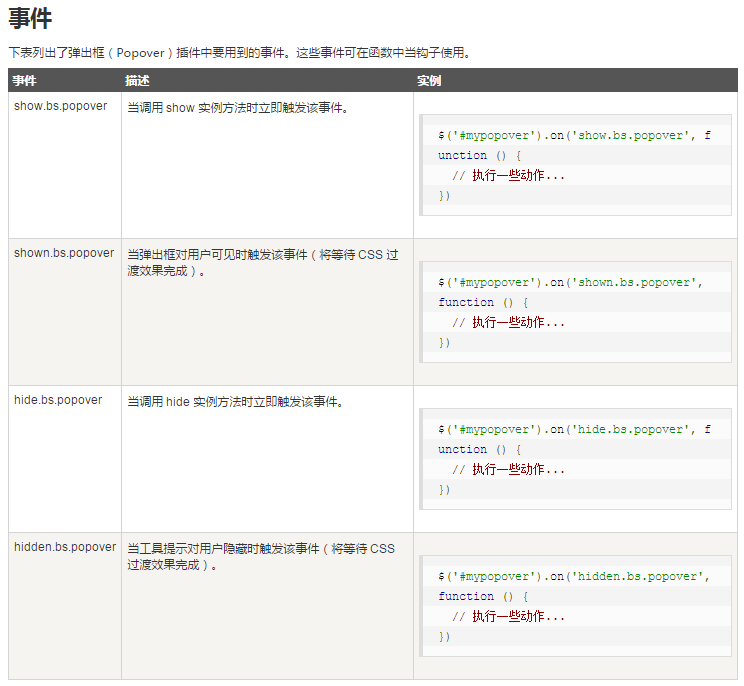 事件
下表列出了弹出框（Popover）插件中要用到的事件。这些事件可在函数中当钩子使用。
事件 描述 实例
show.bs.popover 当调用 show 实例方法时立即触发该事件。
$('#mypopover').on('show.bs.popover', f
unction () {
// 执行一些动作...
})
shown.bs.popover 当弹出框对用户可见时触发该事件（将等待 CSS 过
渡效果完成）。
$('#mypopover').on('shown.bs.popover',
function () {
// 执行一些动作...
})
hide.bs.popover 当调用 hide 实例方法时立即触发该事件。
$('#mypopover').on('hide.bs.popover', f
unction () {
// 执行一些动作...
})
hidden.bs.popover 当工具提示对用户隐藏时触发该事件（将等待 CSS
过渡效果完成）。
$('#mypopover').on('hidden.bs.popover',
function () {
// 执行一些动作...
})